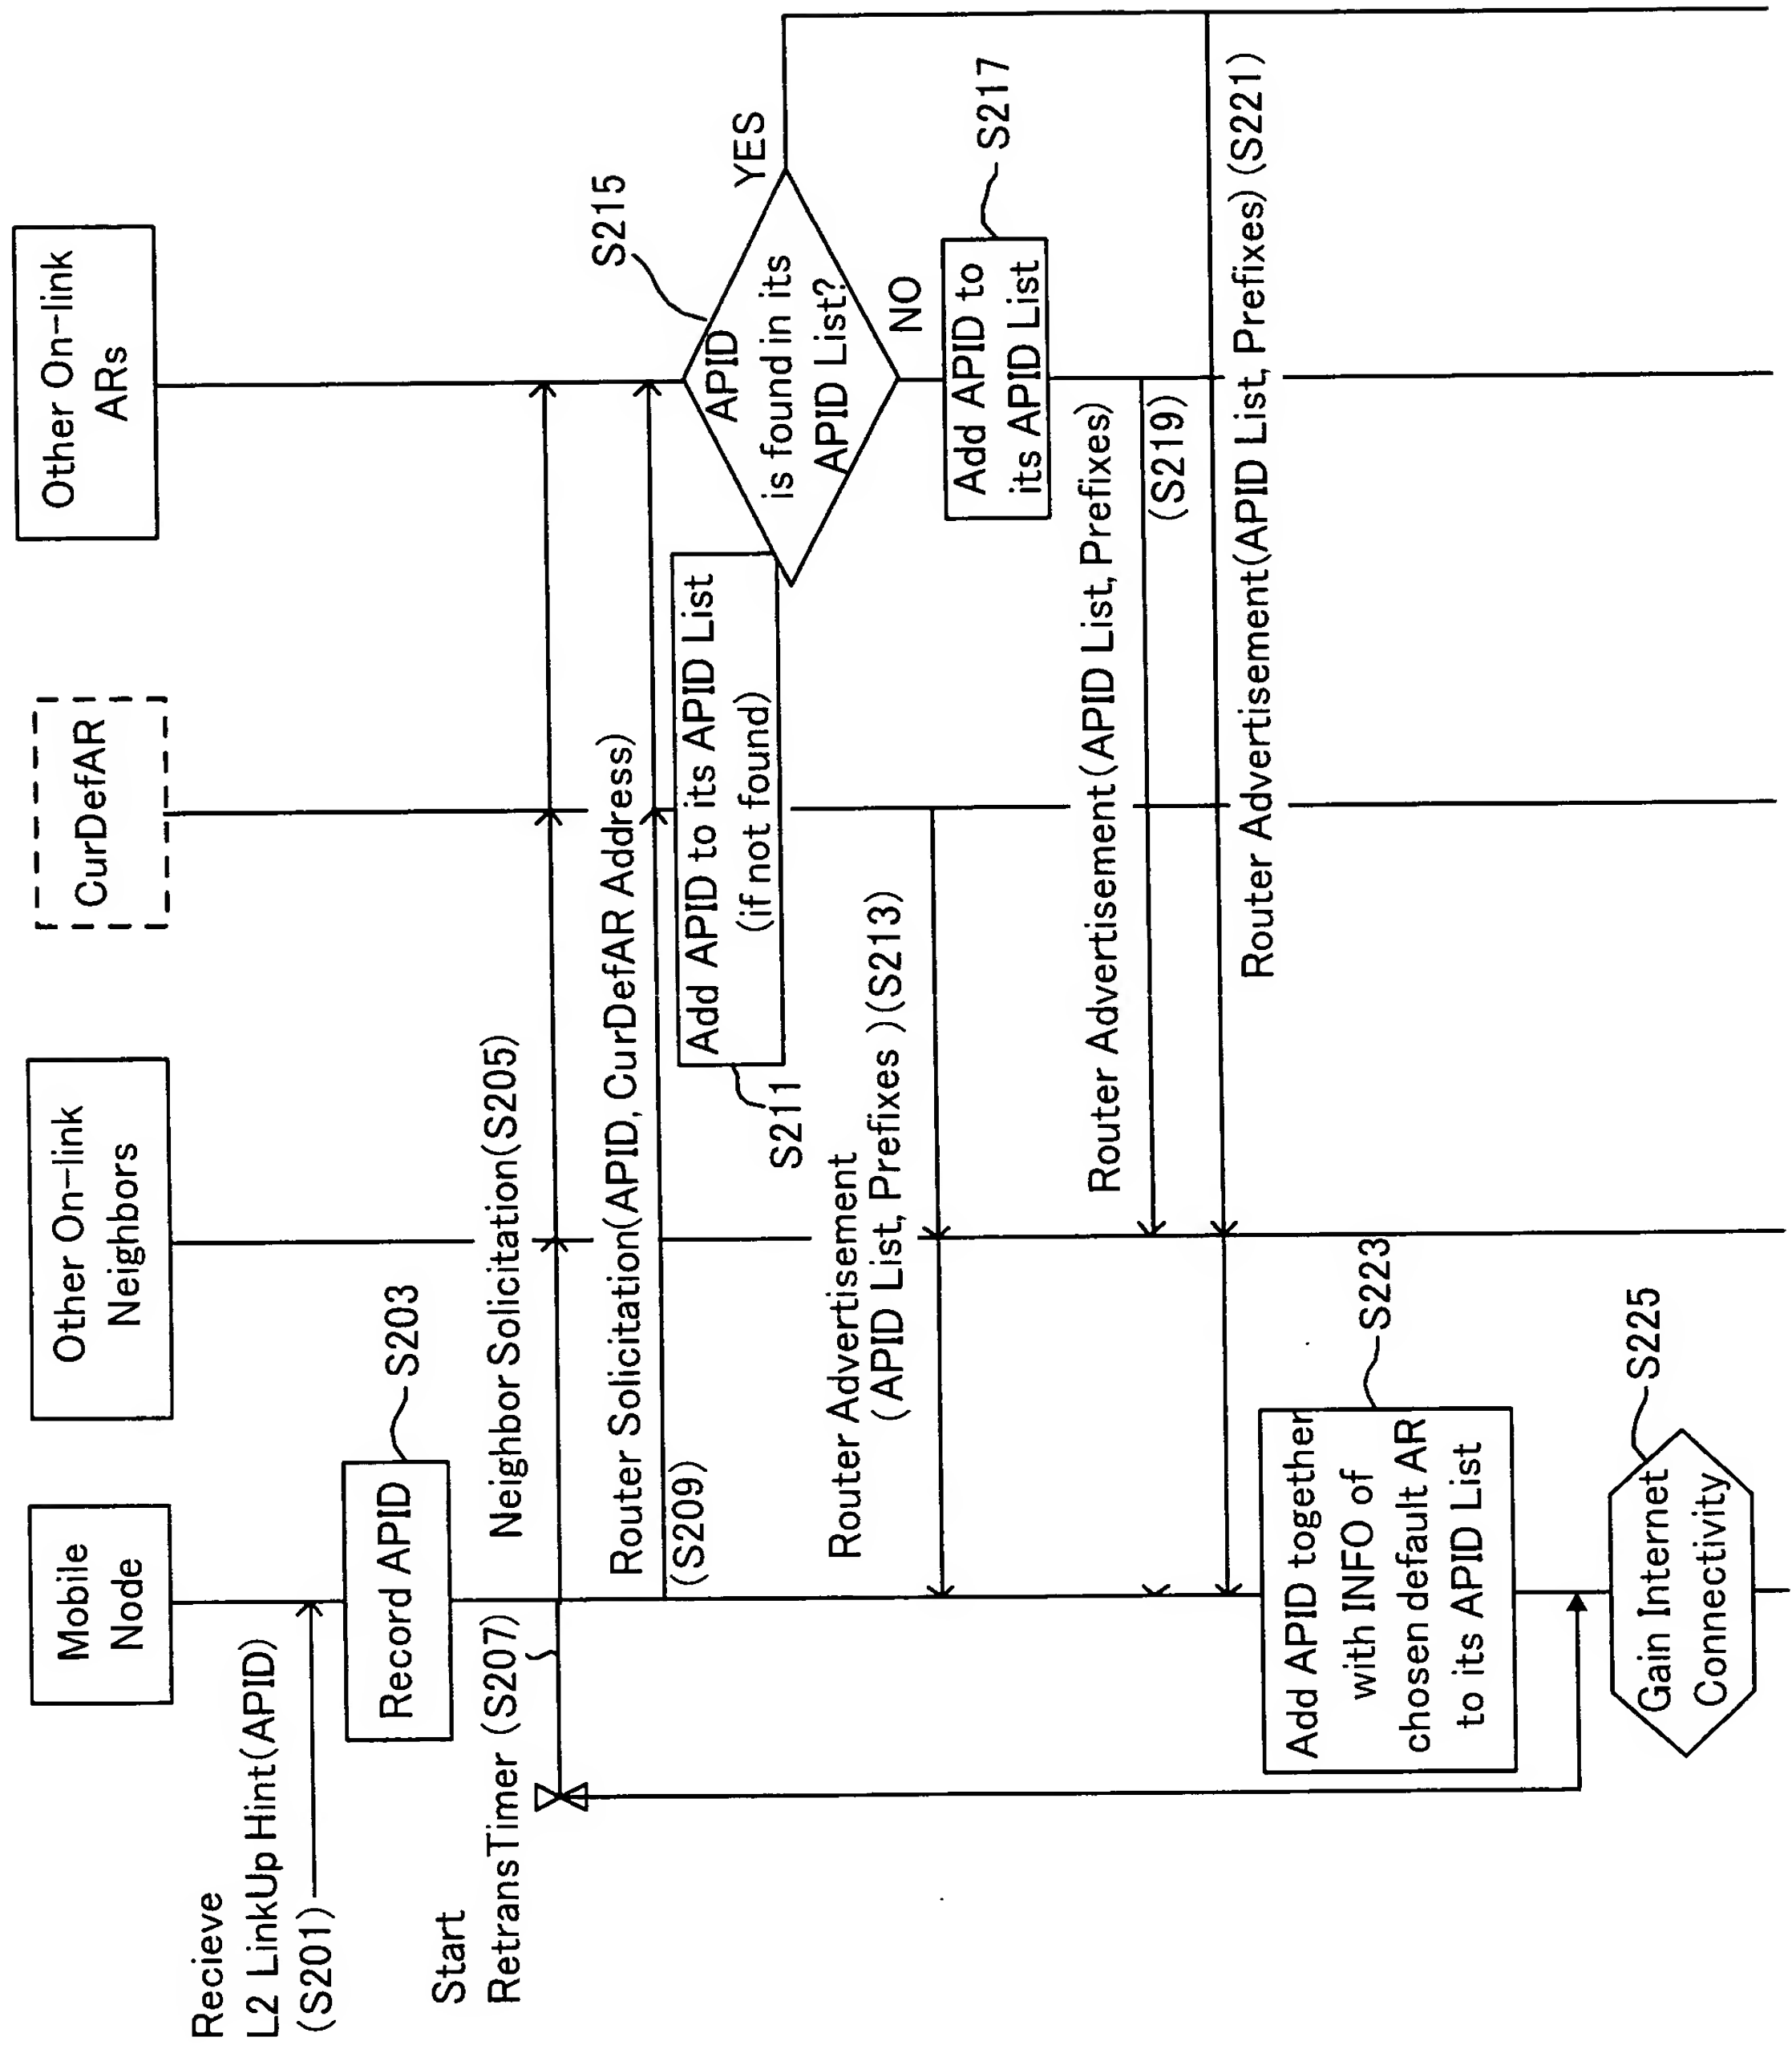 Mobile
Node
Other On-link
Neighbors
CurDefAR
Other On-link
ARs
Recieve
L2 LinkUp Hint(APID)
(S201)
Record APID
S203
Start
RetransTimer (S207)
Neighbor Solicitation(S205)
Router Solicitation(APID, CurDefAR Address)
(S209)
Add APID to its APID List
(if not found)
S211
APID
is found in its
APID List?
S215
YES
NO
Router Advertisement
(APID List, Prefixes )(S213)
Add APID to
its APID List
S217
Router Advertisement(APID List, Prefixes)
(S219)
Router Advertisement(APID List, Prefixes) (S221)
Add APID together
with INFO of
chosen default AR
to its APID List
S223
Gain Internet
Connectivity
S225